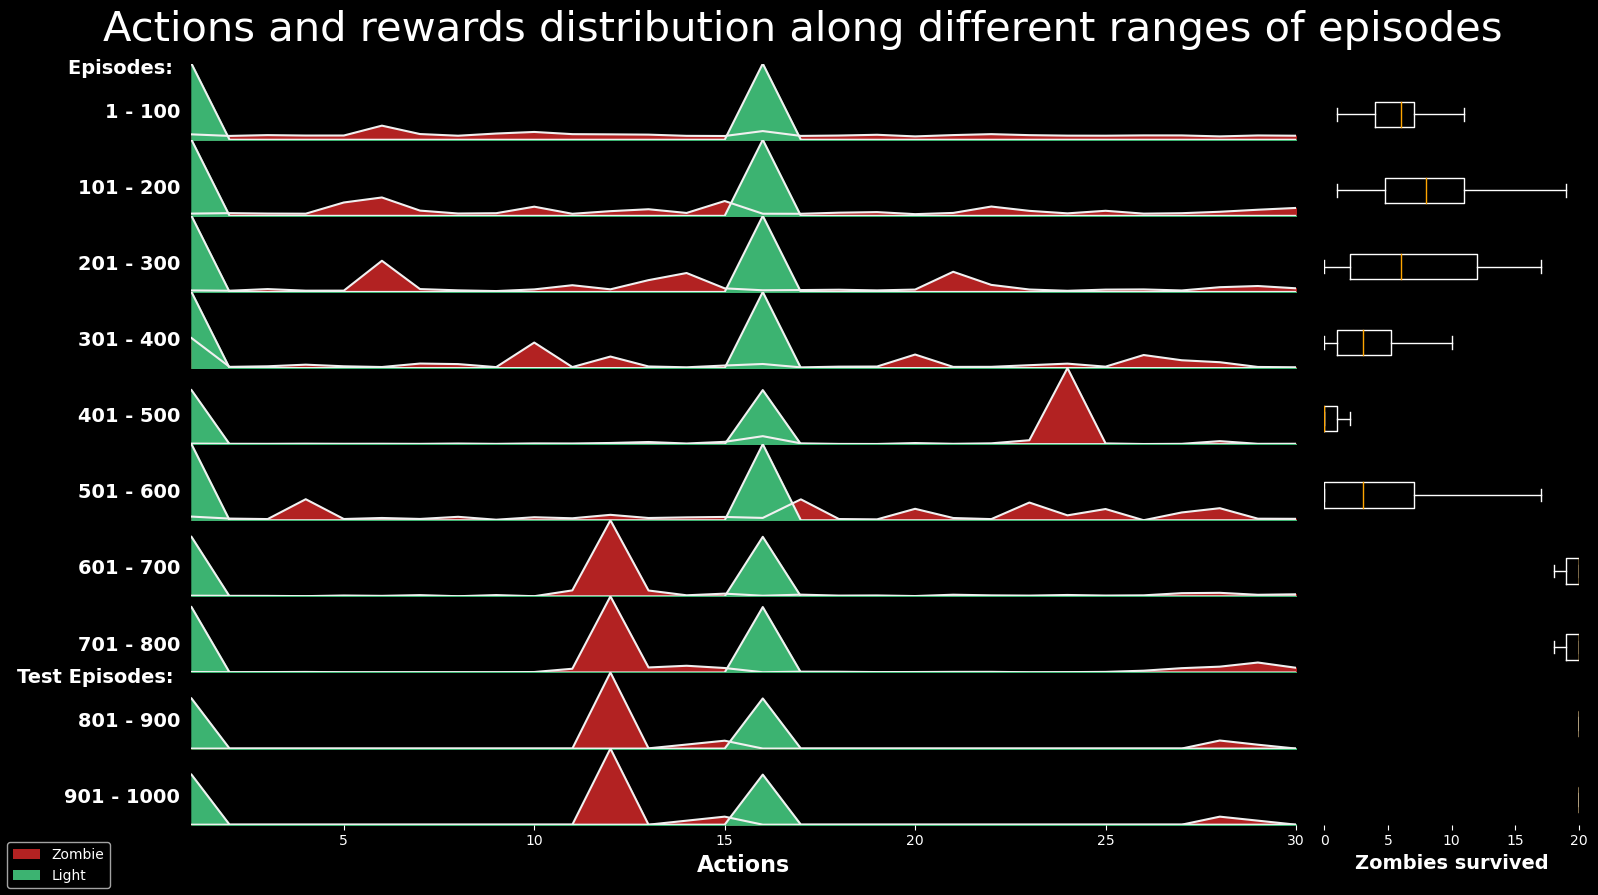 Actions and rewards distribution along different ranges of episodes
Episodes:
1 - 100
101 - 200
201 - 300
301 - 400
401 - 500
501 - 600
601 - 700
701 - 800
Test Episodes:
801 - 900
901 - 1000
5 10 15 20 25 30
0 5 10 15 20
Actions
Zombies survived
Zombie
Light